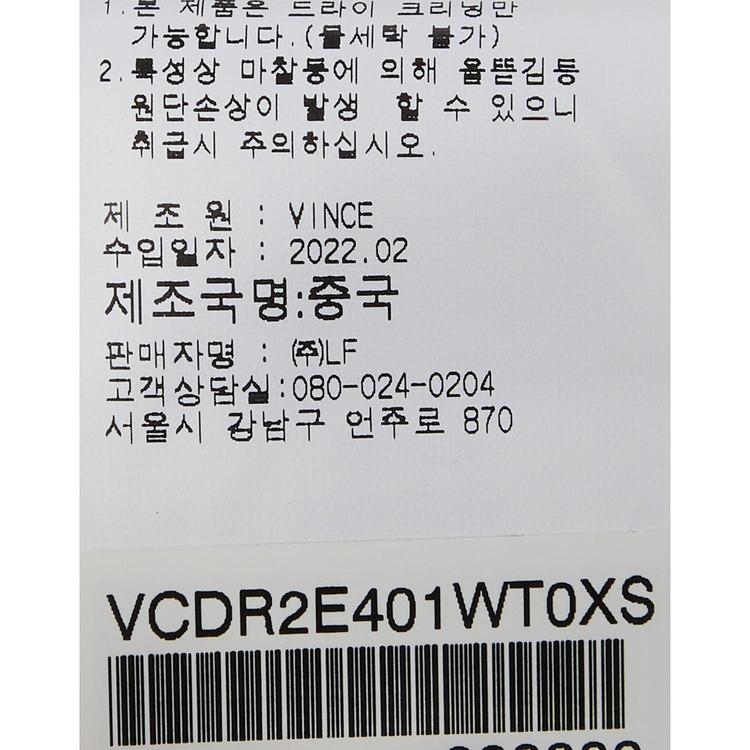 1.본 제품은 드라이 크리닝만
가능합니다.(물세탁 불가)
2.특성상 마찰등에 의해 올뜯김등
원단손상이 발생 할 수 있으니
취급시 주의하십시오.
제 조 원 : VINCE
수입일자 : 2022.02
제조국명:중국
판매자명 : ㈜LF
고객상담실:080-024-0204
서울시 강남구 언주로 870
VCDR2E401WT0XS